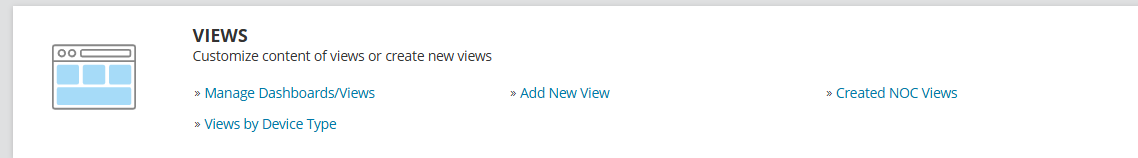 VIEWS
Customize content of views or create new views
» Manage Dashboards/Views » Add New View » Created NOC Views
» Views by Device Type